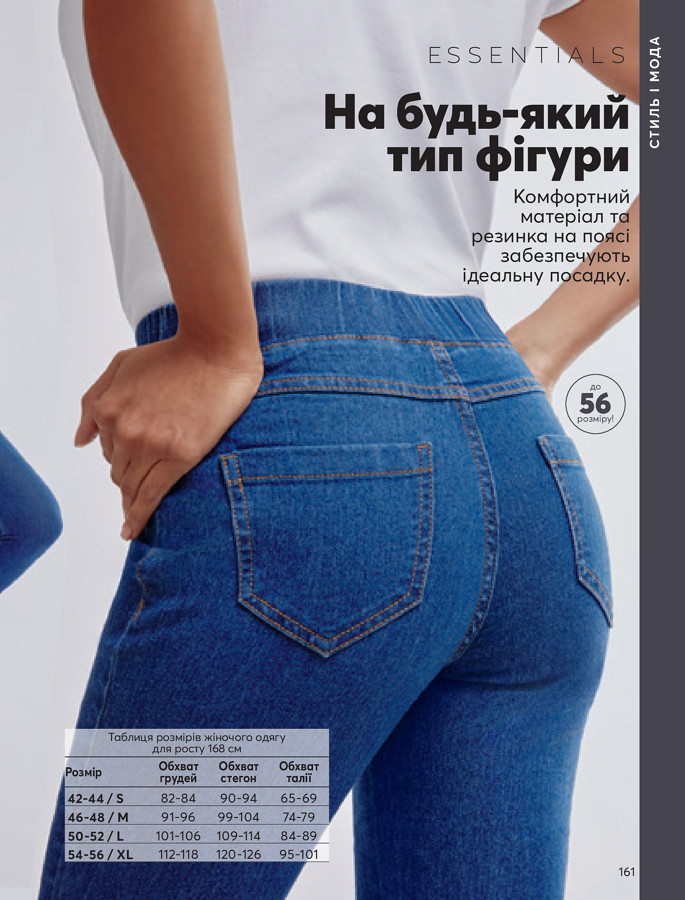 ESSENTIALS
СТИЛЬ І МОДА
На будь-який
тип фігури
Комфортний
матеріал та
резинка на поясі
забезпечують
ідеальну посадку.
до
56
розміру!
Таблиця розмірів жіночого одягу
для росту 168 см
Розмір Обхват грудей Обхват стегон Обхват талії
42-44 / S 82-84 90-94 65-69
46-48 / M 91-96 99-104 74-79
50-52 / L 101-106 109-114 84-89
54-56 / XL 112-118 120-126 95-101
161